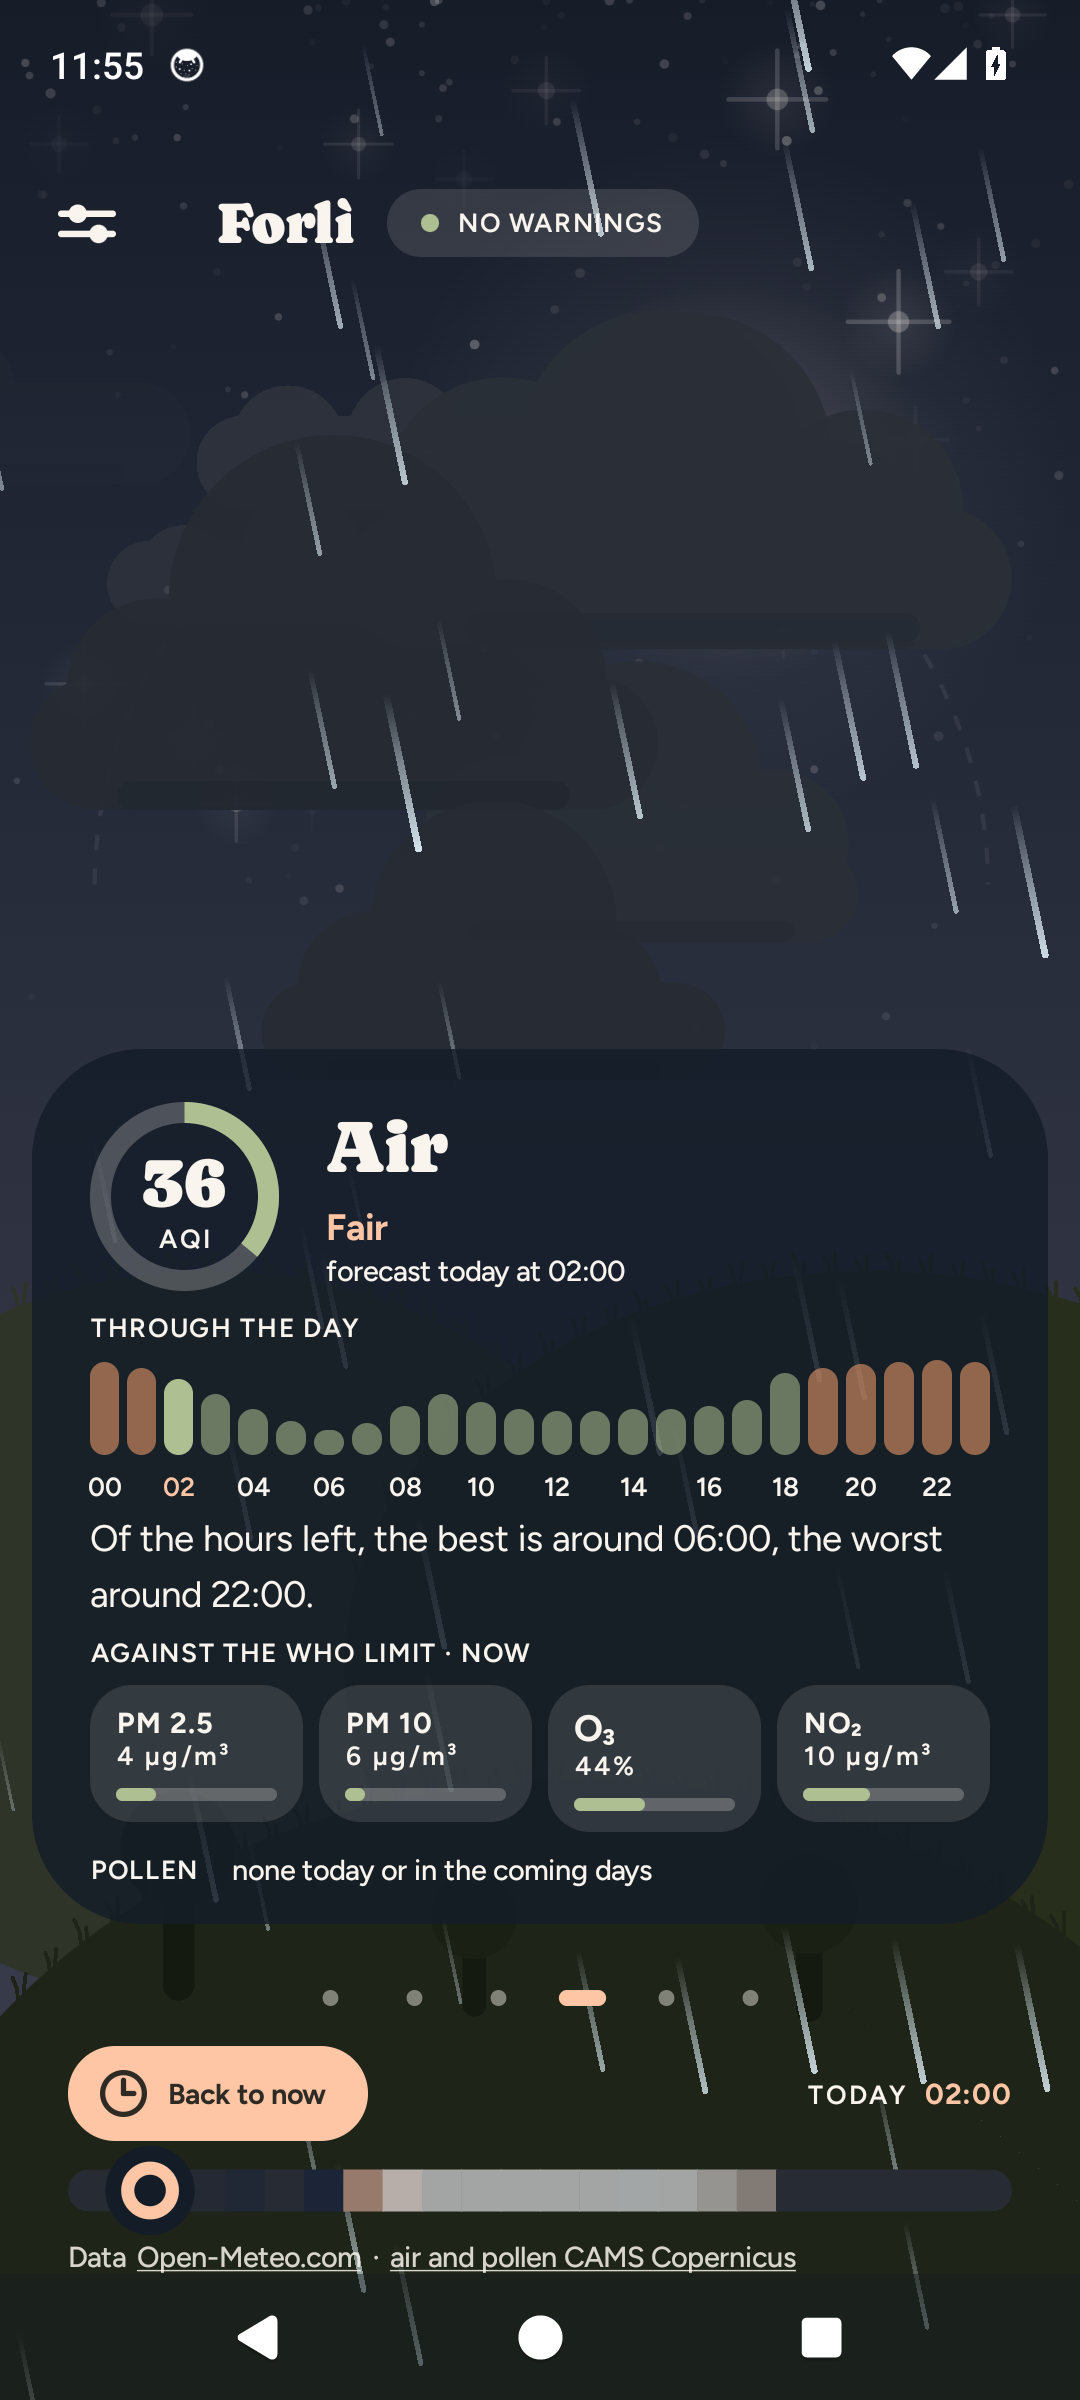 11:55
Forlì
NO WARNINGS
36
AQI
Air
Fair
forecast today at 02:00
THROUGH THE DAY
00 02 04 06 08 10 12 14 16 18 20 22
Of the hours left, the best is around 06:00, the worst
around 22:00.
AGAINST THE WHO LIMIT · NOW
PM 2.5
4 µg/m³
PM 10
6 µg/m³
O₃
44%
NO₂
10 µg/m³
POLLEN none today or in the coming days
Back to now
TODAY 02:00
Data Open-Meteo.com · air and pollen CAMS Copernicus